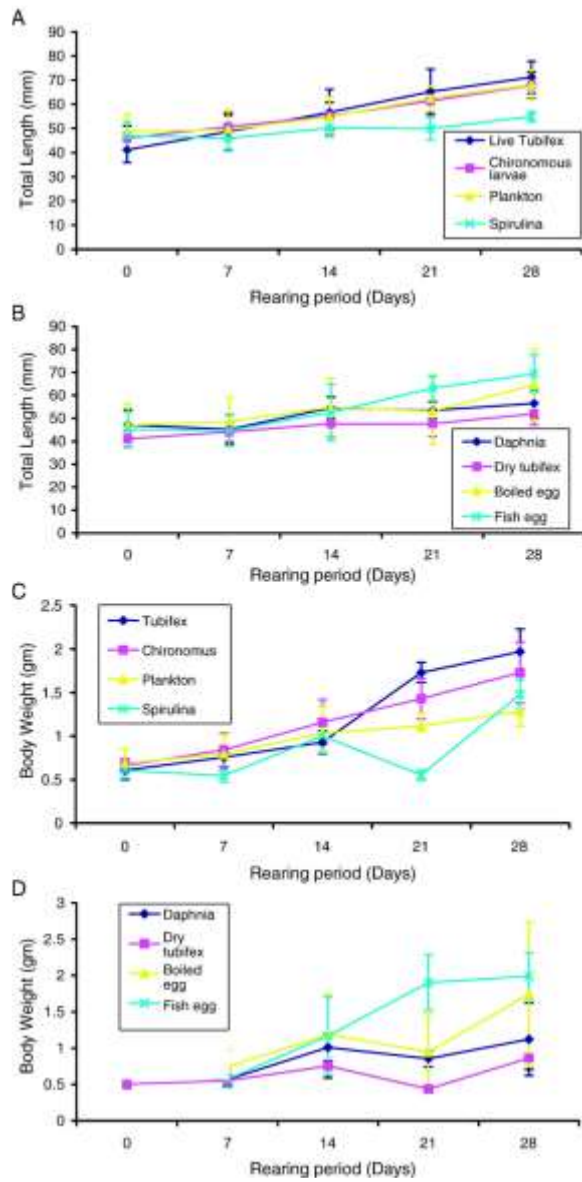 A
Total Length (mm)
90
80
70
60
50
40
30
20
10
0
Live Tubifex
Chironomous
larvae
Plankton
Spirulina
0 7 14 21 28
Rearing period (Days)
B
Total Length (mm)
90
80
70
60
50
40
30
20
10
0
Daphnia
Dry tubifex
Boiled egg
Fish egg
0 7 14 21 28
Rearing period (Days)
C
Body Weight (gm)
2.5
2
1.5
1
0.5
0
Tubifex
Chironomus
Plankton
Spirulina
0 7 14 21 28
Rearing period (Days)
D
Body Weight (gm)
3
2.5
2
1.5
1
0.5
0
Daphnia
Dry
tubifex
Boiled
egg
Fish egg
0 7 14 21 28
Rearing period (Days)